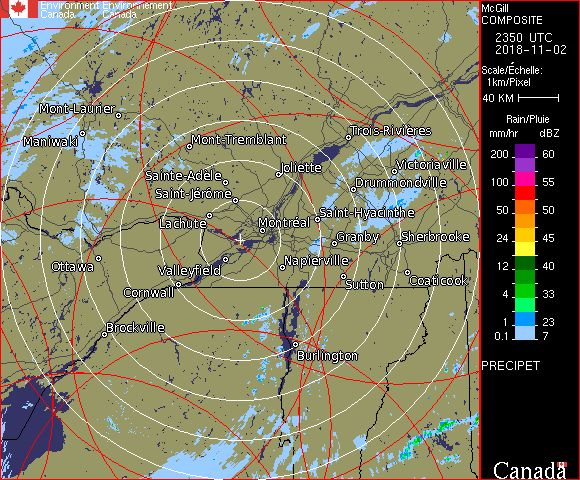 Environment Environnement
Canada Canada
McGill
COMPOSITE
2350 UTC
2018-11-02
Scale/Échelle:
1km/Pixel
40 KM
Rain/Pluie
mm/hr dBZ
200 60
150 57
100 55
50 50
24 45
12 40
4 33
1 23
0.1 7
PRECIPET
Canada
Mont-Laurier
Maniwaki
Mont-Tremblant
Trois-Rivières
Joliette
Victoriaville
Sainte-Adèle
Drummondville
Saint-Jérôme
Saint-Hyacinthe
Lachute
Montréal
Granby
Sherbrooke
Ottawa
Valleyfield
Napierville
Coaticook
Sutton
Cornwall
Brockville
Burlington